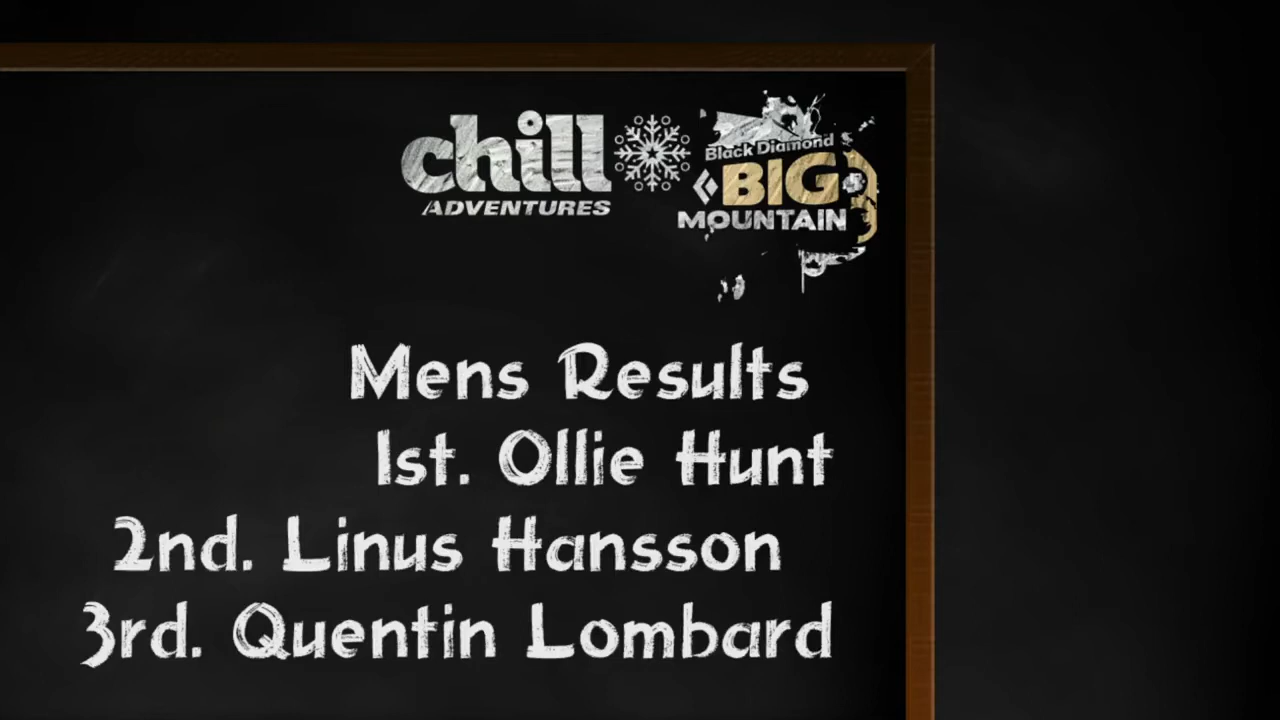 chill
ADVENTURES
Black Diamond
BIG
MOUNTAIN
Mens Results
1st. Ollie Hunt
2nd. Linus Hansson
3rd. Quentin Lombard